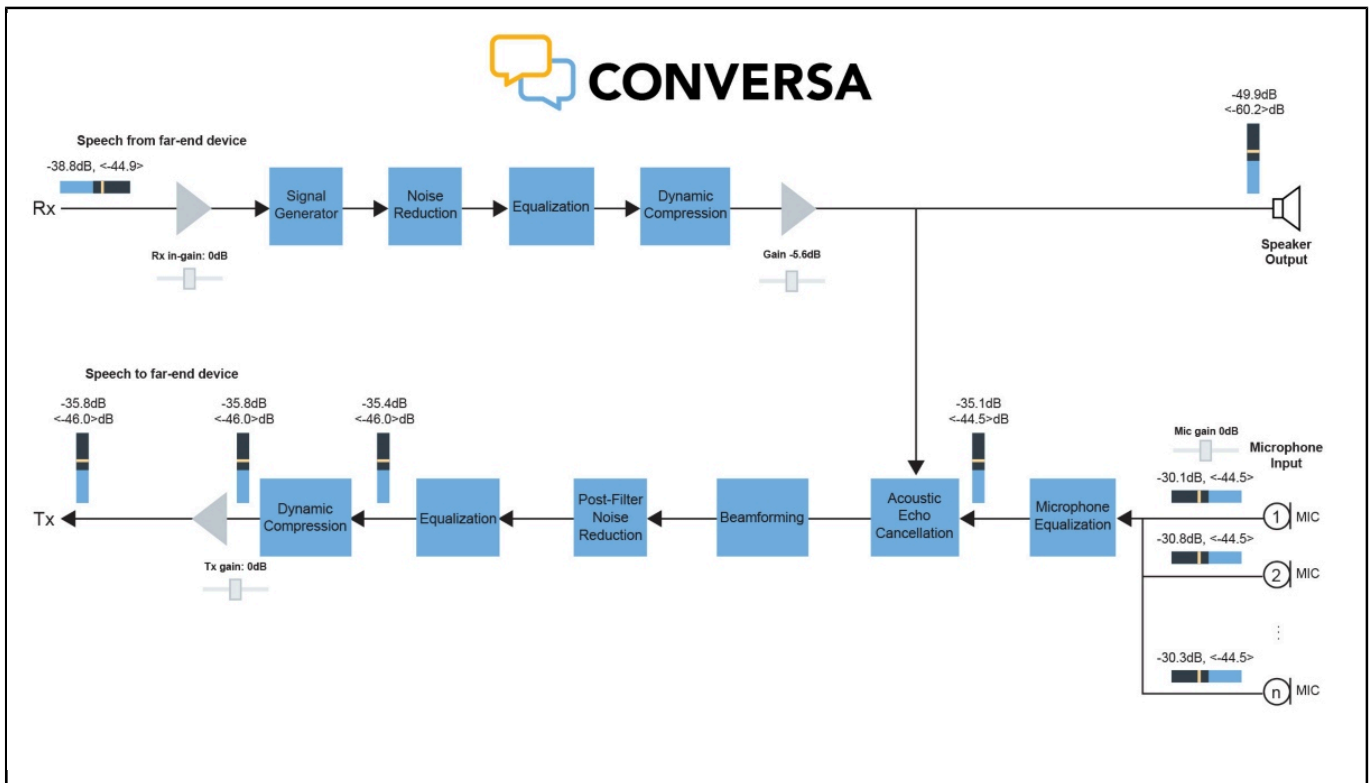 CONVERSA
Speech from far-end device
-38.8dB, <-44.9>
Rx
Rx in-gain: 0dB
Signal
Generator
Noise
Reduction
Equalization
Dynamic
Compression
Gain -5.6dB
-49.9dB
<-60.2>dB
Speaker
Output
Speech to far-end device
-35.8dB
<-46.0>dB
-35.8dB
<-46.0>dB
-35.4dB
<-46.0>dB
-35.1dB
<-44.5>dB
Mic gain 0dB
Microphone
Input
Tx
Tx gain: 0dB
Dynamic
Compression
Equalization
Post-Filter
Noise
Reduction
Beamforming
Acoustic
Echo
Cancellation
Microphone
Equalization
-30.1dB, <-44.5>
1 MIC
-30.8dB, <-44.5>
2 MIC
...
-30.3dB, <-44.5>
n MIC